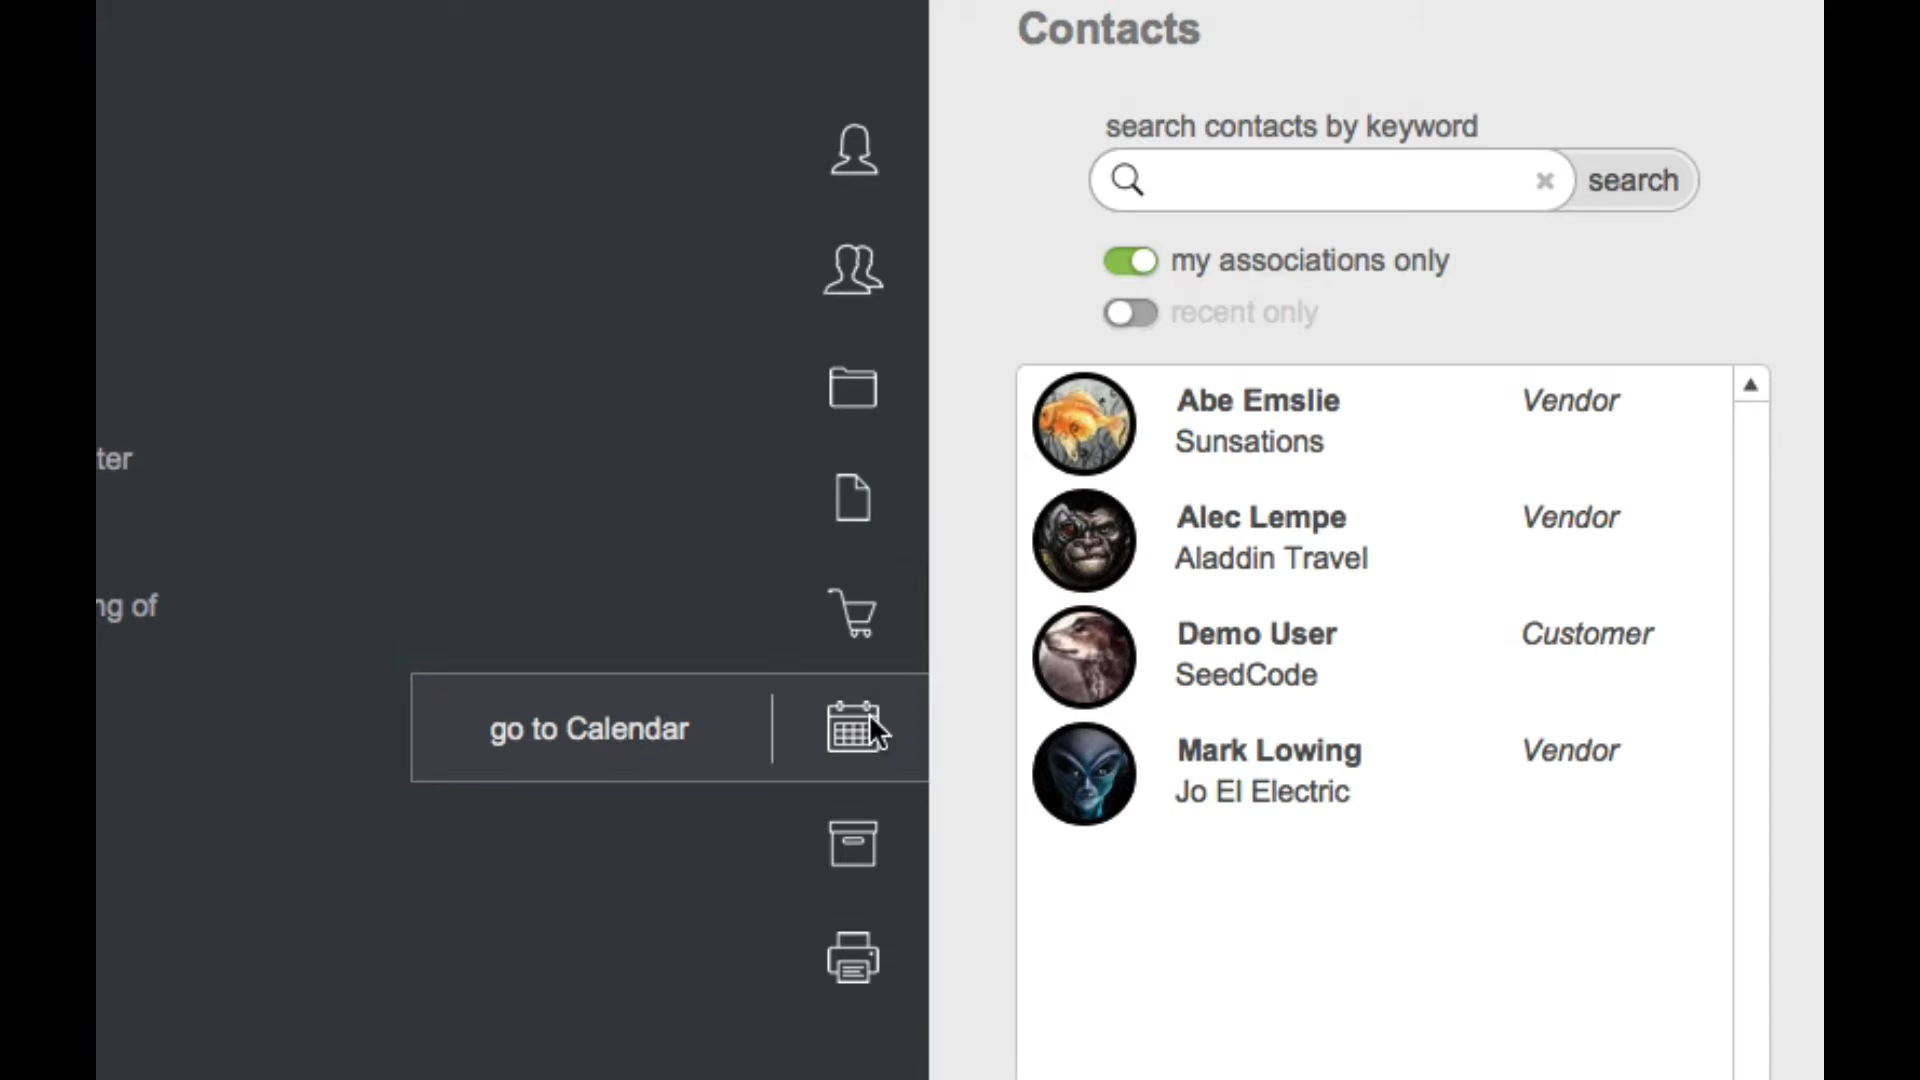 ter
ng of
go to Calendar
Contacts
search contacts by keyword
search
my associations only
recent only
Abe Emslie Vendor
Sunsations
Alec Lempe Vendor
Aladdin Travel
Demo User Customer
SeedCode
Mark Lowing Vendor
Jo El Electric